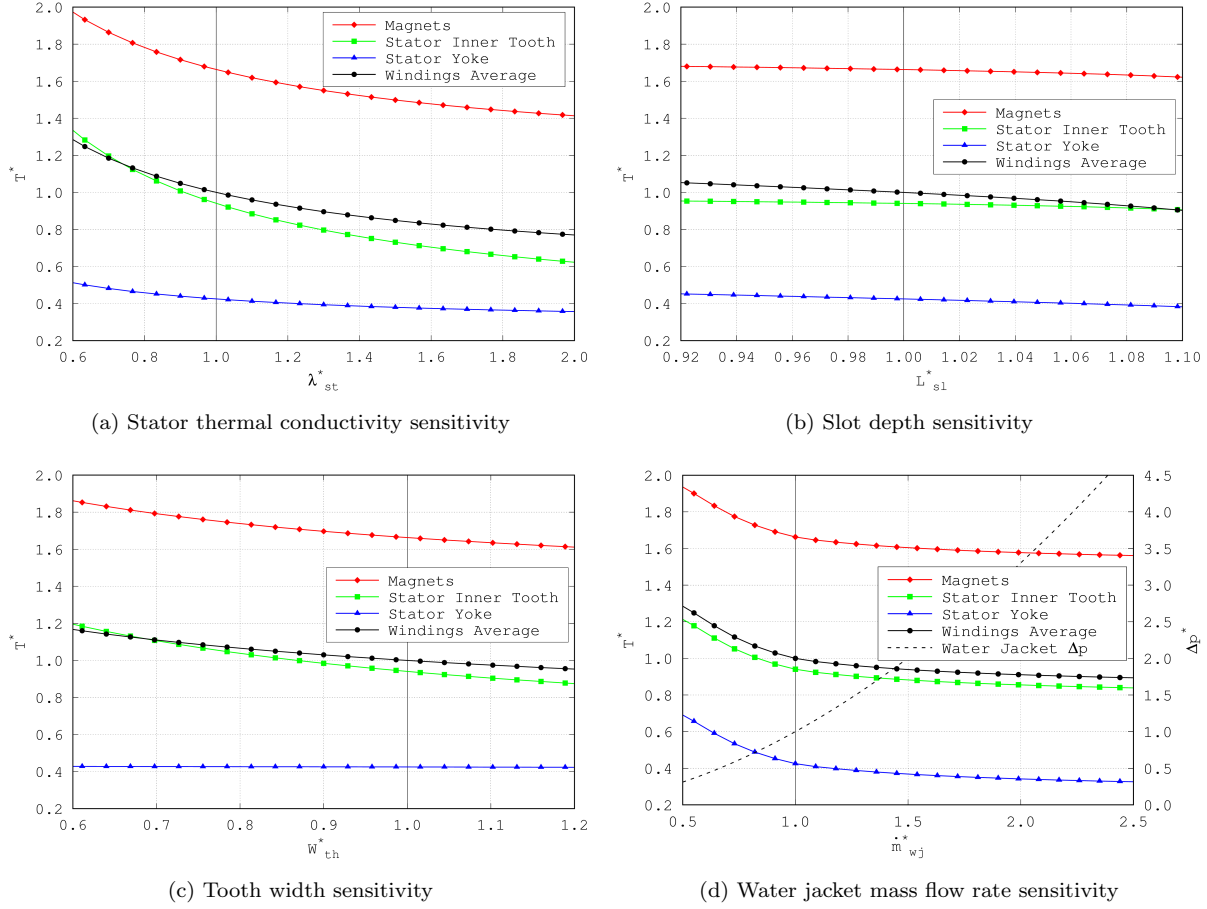 2.0
1.8
1.6
1.4
1.2
1.0
0.8
0.6
0.4
0.2
T*
Magnets
Stator Inner Tooth
Stator Yoke
Windings Average
0.6 0.8 1.0 1.2 1.4 1.6 1.8 2.0
λ*st
(a) Stator thermal conductivity sensitivity
2.0
1.8
1.6
1.4
1.2
1.0
0.8
0.6
0.4
0.2
T*
Magnets
Stator Inner Tooth
Stator Yoke
Windings Average
0.92 0.94 0.96 0.98 1.00 1.02 1.04 1.06 1.08 1.10
L*sl
(b) Slot depth sensitivity
2.0
1.8
1.6
1.4
1.2
1.0
0.8
0.6
0.4
0.2
T*
Magnets
Stator Inner Tooth
Stator Yoke
Windings Average
0.6 0.7 0.8 0.9 1.0 1.1 1.2
W*th
(c) Tooth width sensitivity
2.0
1.8
1.6
1.4
1.2
1.0
0.8
0.6
0.4
0.2
T*
Magnets
Stator Inner Tooth
Stator Yoke
Windings Average
Water Jacket Δp
4.5
4.0
3.5
3.0
2.5
2.0
1.5
1.0
0.5
0.0
Δp*
0.5 1.0 1.5 2.0 2.5
ṁ*wj
(d) Water jacket mass flow rate sensitivity